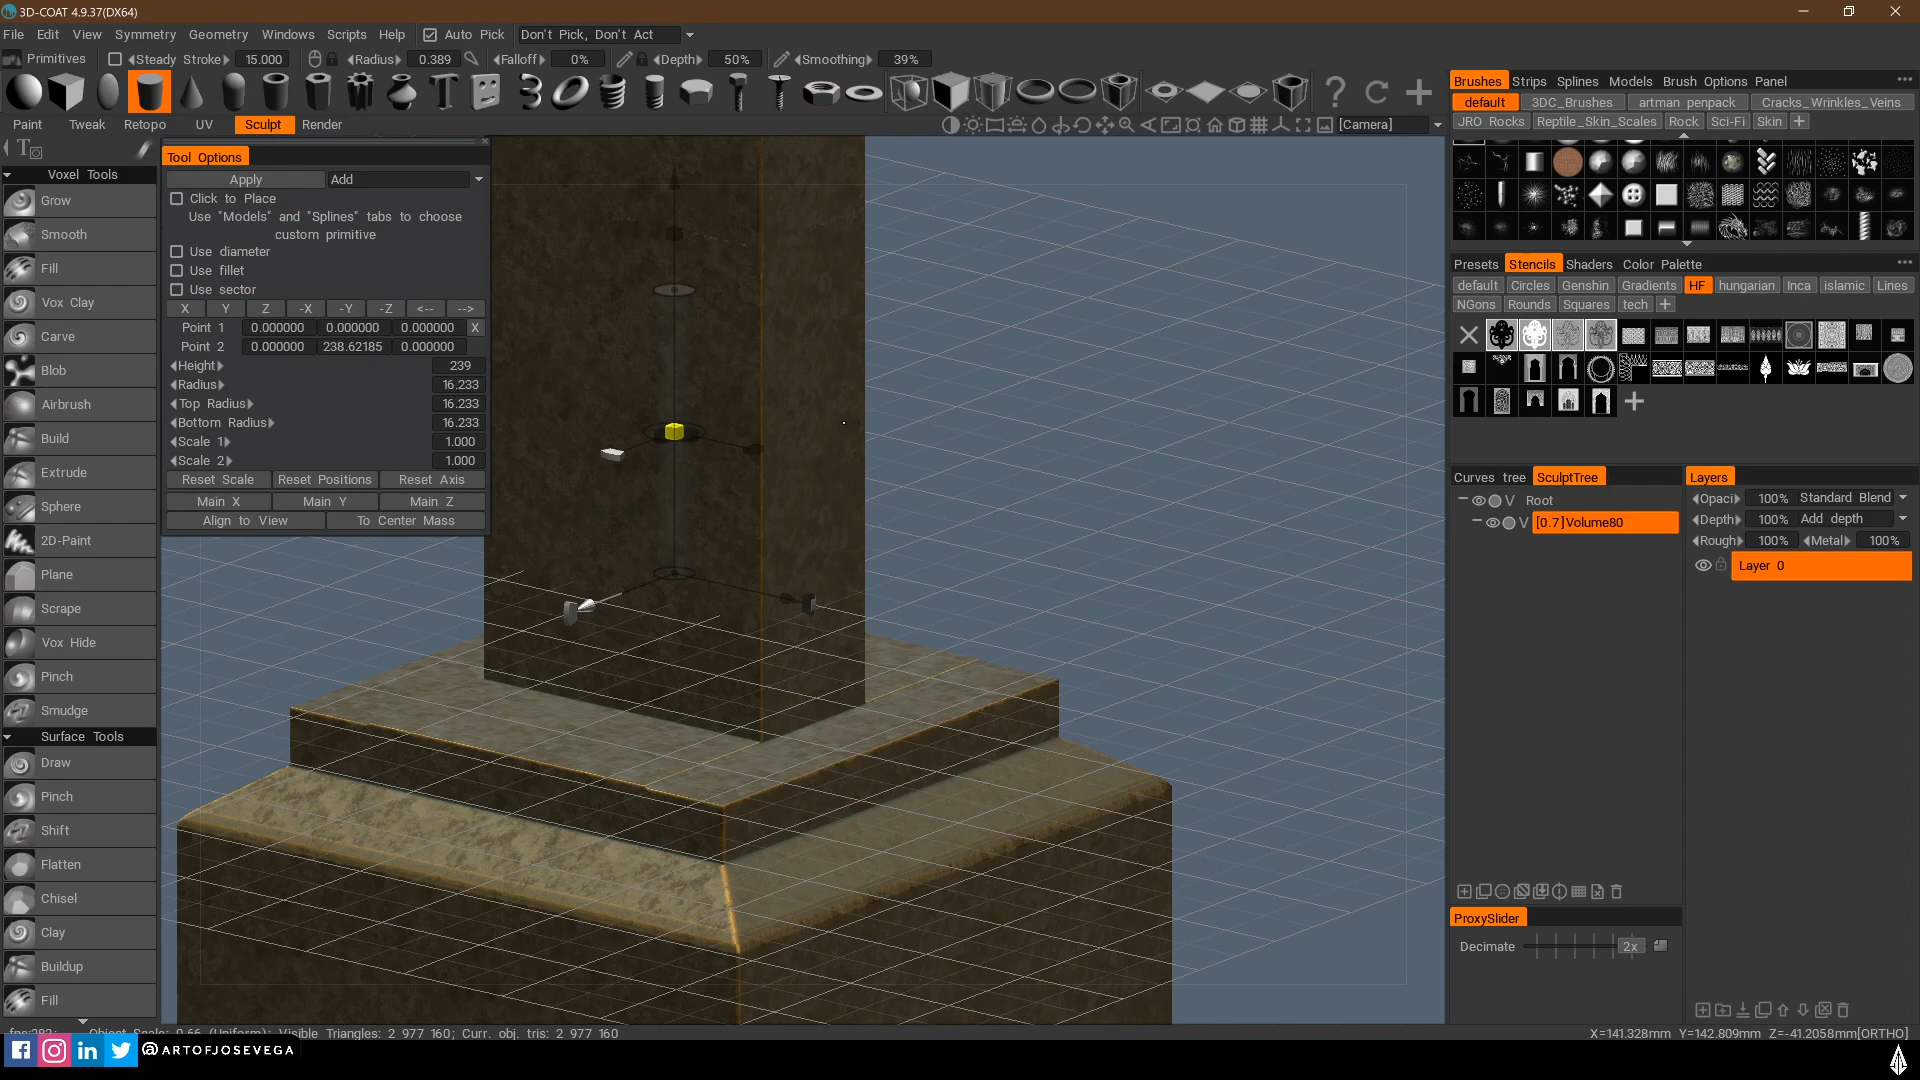 3D-COAT 4.9.37(DX64)
File Edit View Symmetry Geometry Windows Scripts Help Auto Pick Don't Pick, Don't Act
Primitives Steady Stroke 15.000 Radius 0.389 Falloff 0% Depth 50% Smoothing 39%
Paint Tweak Retopo UV Sculpt Render [Camera]
Voxel Tools
Grow
Smooth
Fill
Vox Clay
Carve
Blob
Airbrush
Build
Extrude
Sphere
2D-Paint
Plane
Scrape
Vox Hide
Pinch
Smudge
Surface Tools
Draw
Pinch
Shift
Flatten
Chisel
Clay
Buildup
Fill
Tool Options
Apply Add
Click to Place
Use "Models" and "Splines" tabs to choose
custom primitive
Use diameter
Use fillet
Use sector
X Y Z -X -Y -Z <-- -->
Point 1 0.000000 0.000000 0.000000 X
Point 2 0.000000 238.62185 0.000000
Height 239
Radius 16.233
Top Radius 16.233
Bottom Radius 16.233
Scale 1 1.000
Scale 2 1.000
Reset Scale Reset Positions Reset Axis
Main X Main Y Main Z
Align to View To Center Mass
Brushes Strips Splines Models Brush Options Panel
default 3DC_Brushes artman penpack Cracks_Wrinkles_Veins
JRO Rocks Reptile_Skin_Scales Rock Sci-Fi Skin +
Presets Stencils Shaders Color Palette
default Circles Genshin Gradients HF hungarian Inca islamic Lines
NGons Rounds Squares tech +
Curves tree SculptTree
V Root
V [0.7]Volume80
Layers
Opaci 100% Standard Blend
Depth 100% Add depth
Rough 100% Metal 100%
Layer 0
ProxySlider
Decimate 2x
Object Scale: 0.66 (Uniform); Visible Triangles: 2 977 160; Curr. obj. tris: 2 977 160
X=141.328mm Y=142.809mm Z=-41.2058mm[ORTHO]
@ARTOFJOSEVEGA